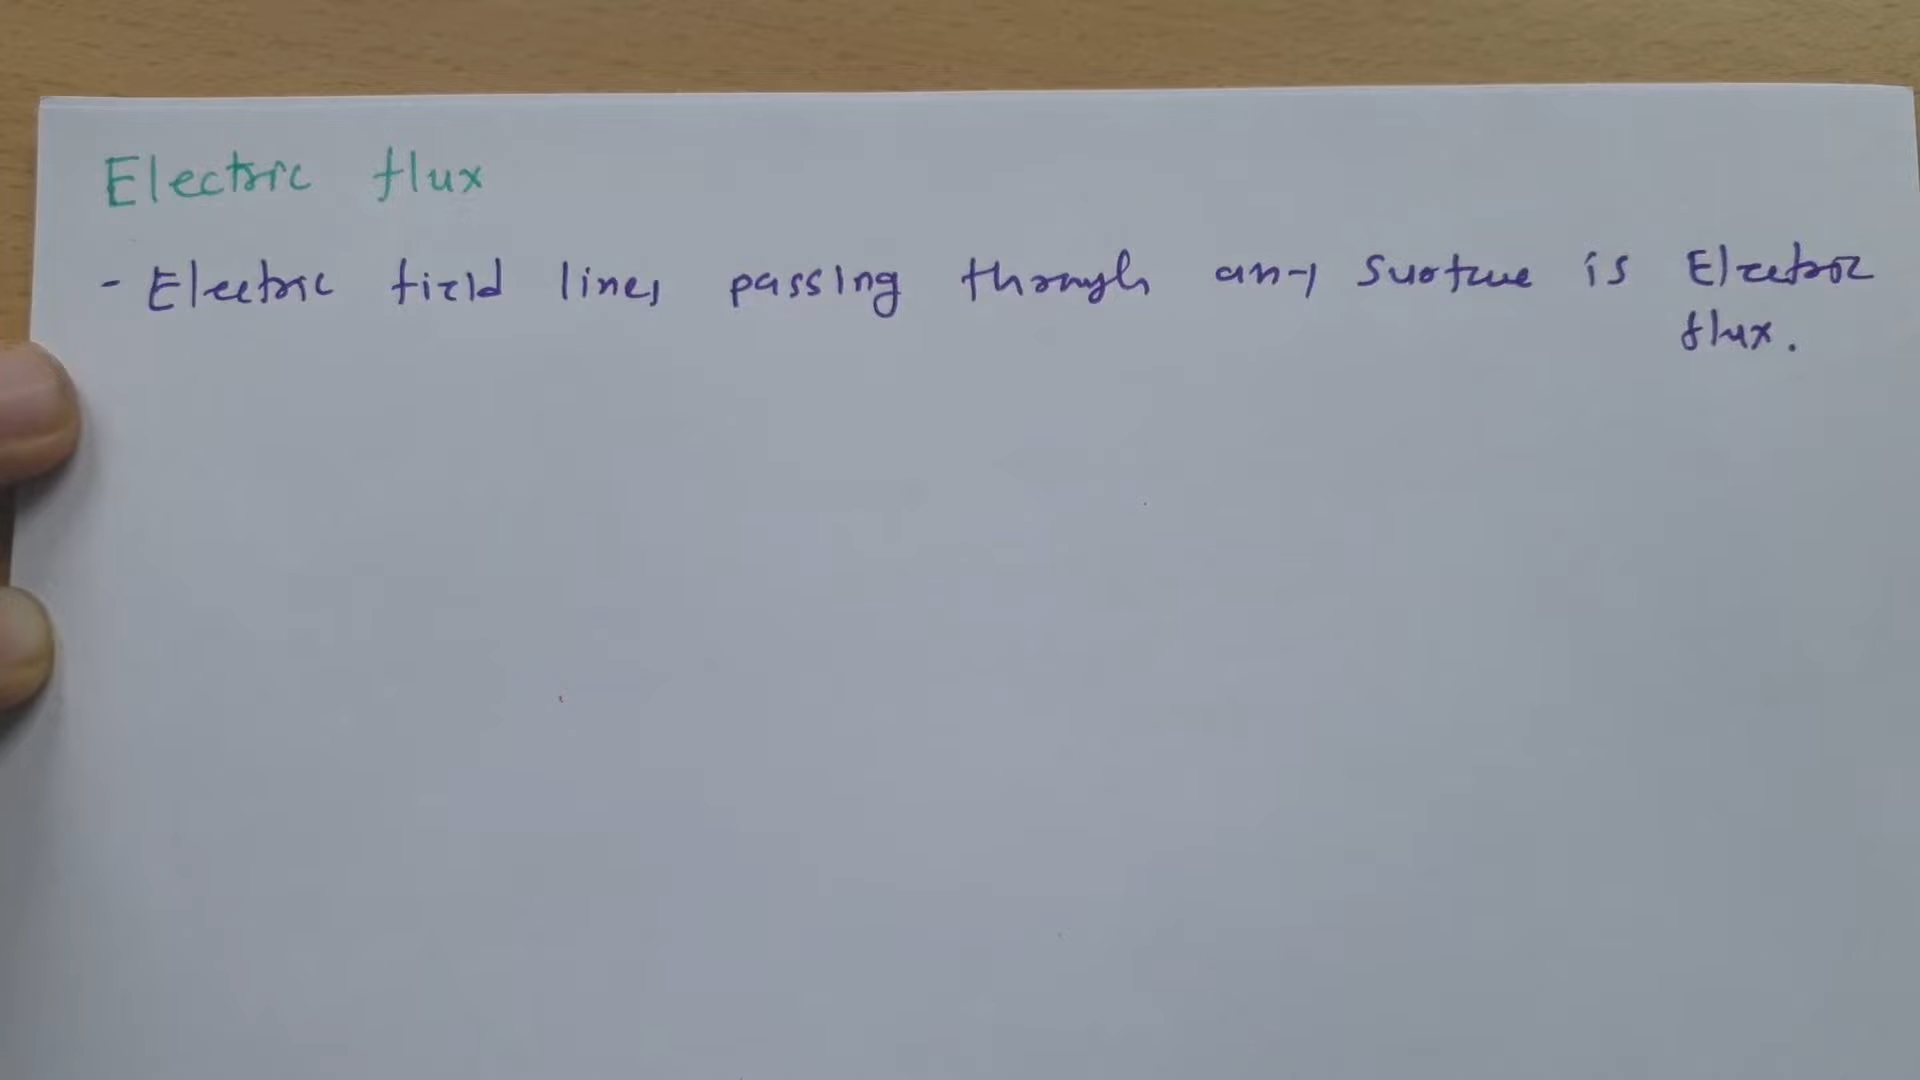 Electric flux
- Electric field lines passing through any surface is Electric
flux.